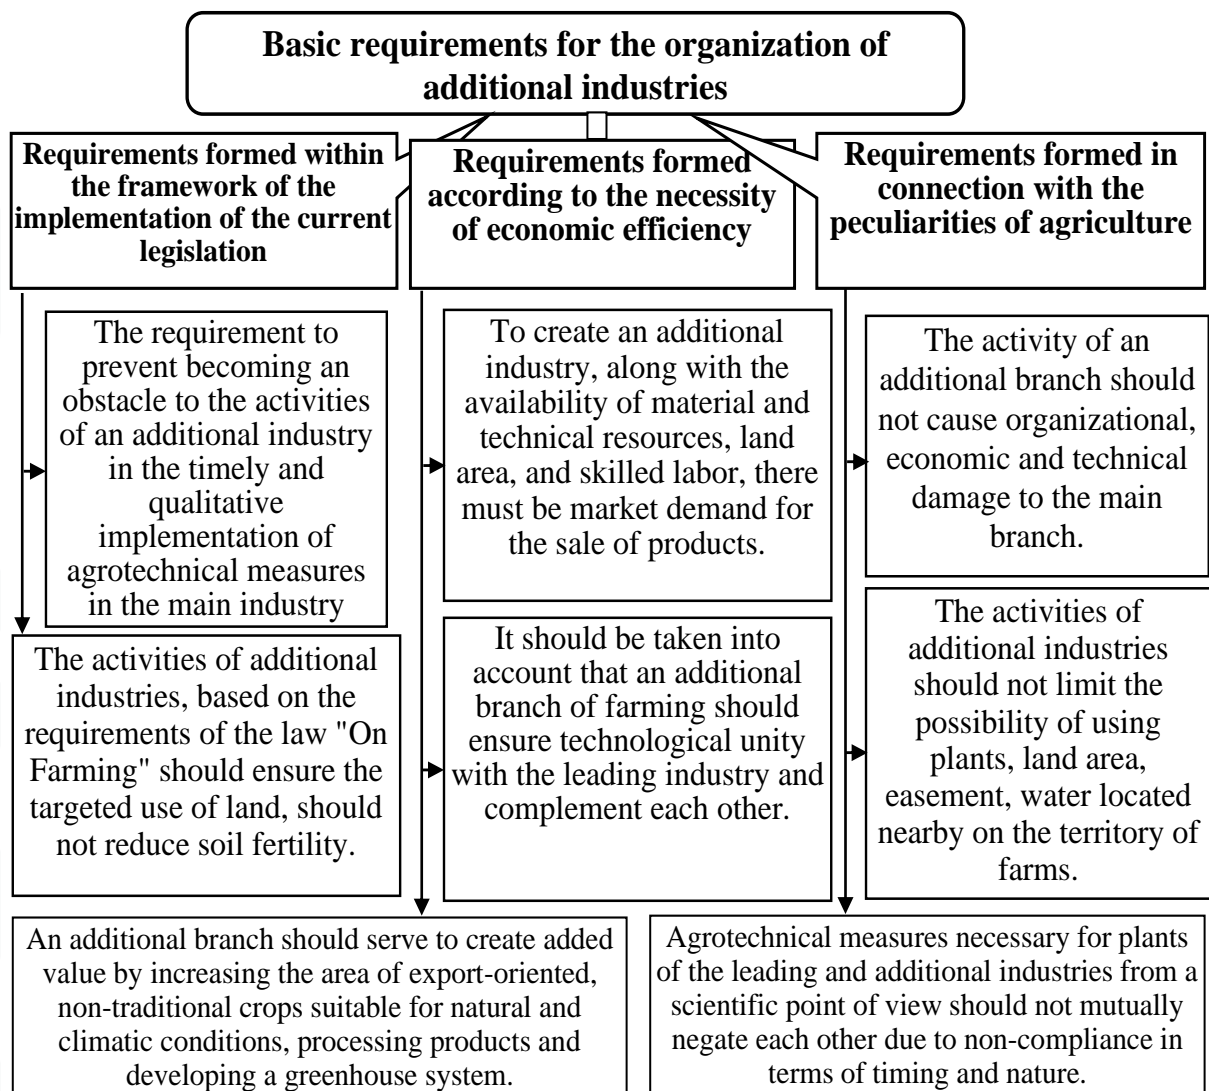 Basic requirements for the organization of
additional industries
Requirements formed within
the framework of the
implementation of the current
legislation
Requirements formed
according to the necessity
of economic efficiency
Requirements formed in
connection with the
peculiarities of agriculture
The requirement to
prevent becoming an
obstacle to the activities
of an additional industry
in the timely and
qualitative
implementation of
agrotechnical measures
in the main industry
The activities of additional
industries, based on the
requirements of the law "On
Farming" should ensure the
targeted use of land, should
not reduce soil fertility.
To create an additional
industry, along with the
availability of material and
technical resources, land
area, and skilled labor, there
must be market demand for
the sale of products.
It should be taken into
account that an additional
branch of farming should
ensure technological unity
with the leading industry and
complement each other.
An additional branch should serve to create added
value by increasing the area of export-oriented,
non-traditional crops suitable for natural and
climatic conditions, processing products and
developing a greenhouse system.
The activity of an
additional branch should
not cause organizational,
economic and technical
damage to the main
branch.
The activities of
additional industries
should not limit the
possibility of using
plants, land area,
easement, water located
nearby on the territory of
farms.
Agrotechnical measures necessary for plants
of the leading and additional industries from a
scientific point of view should not mutually
negate each other due to non-compliance in
terms of timing and nature.